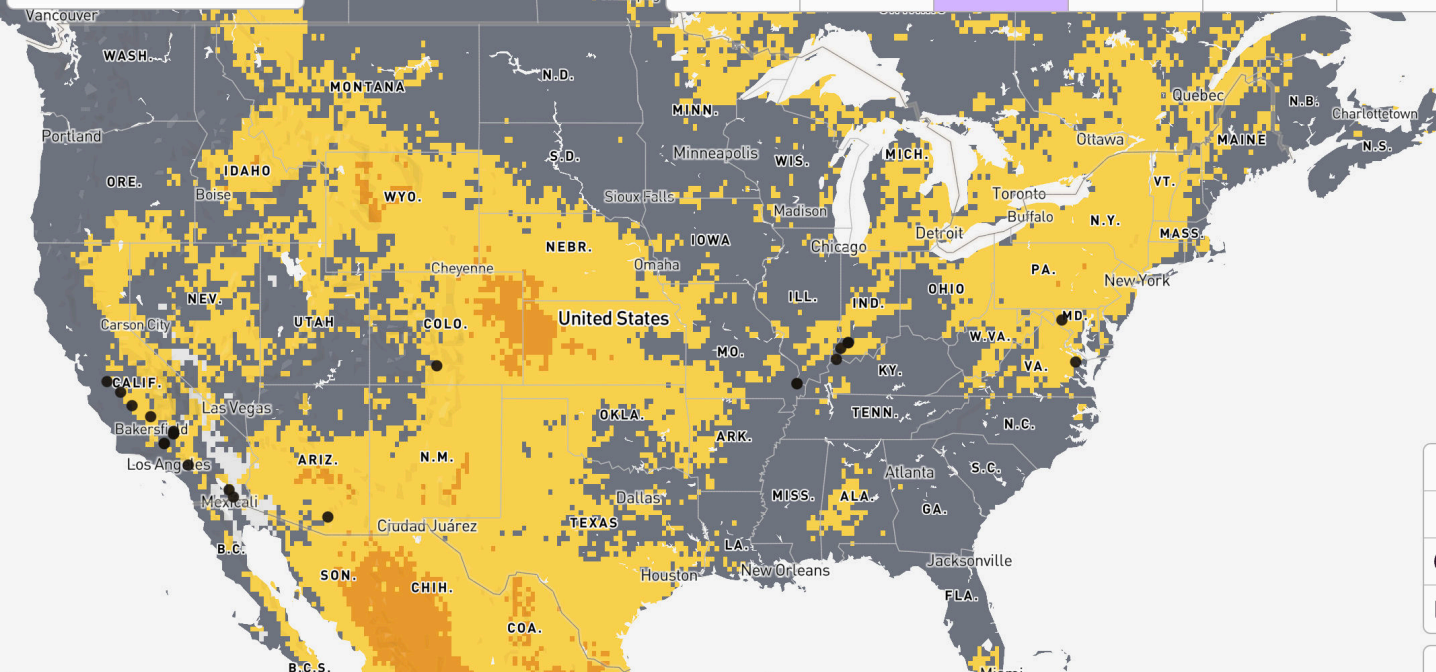 Vancouver
WASH.
N.D.
MONTANA
Quebec
N.B.
MINN.
Charlottetown
Portland
Ottawa
MAINE
N.S.
Minneapolis
MICH.
S.D.
WIS.
IDAHO
ORE.
VT.
Boise
WYO.
Sioux Falls
Toronto
Madison
Buffalo
N.Y.
Detroit
MASS.
IOWA
NEBR.
Chicago
Omaha
Cheyenne
PA.
New York
OHIO
NEV.
ILL.
IND.
United States
MD.
Carson City
UTAH
COLO.
W.VA.
MO.
VA.
KY.
CALIF.
Las Vegas
OKLA.
TENN.
N.C.
Bakersfield
ARK.
N.M.
ARIZ.
Los Angeles
Atlanta
S.C.
Dallas
MISS.
ALA.
Mexicali
GA.
Ciudad Juárez
TEXAS
B.C.
LA.
Jacksonville
New Orleans
SON.
Houston
CHIH.
FLA.
COA.
B.C.S.
Miami